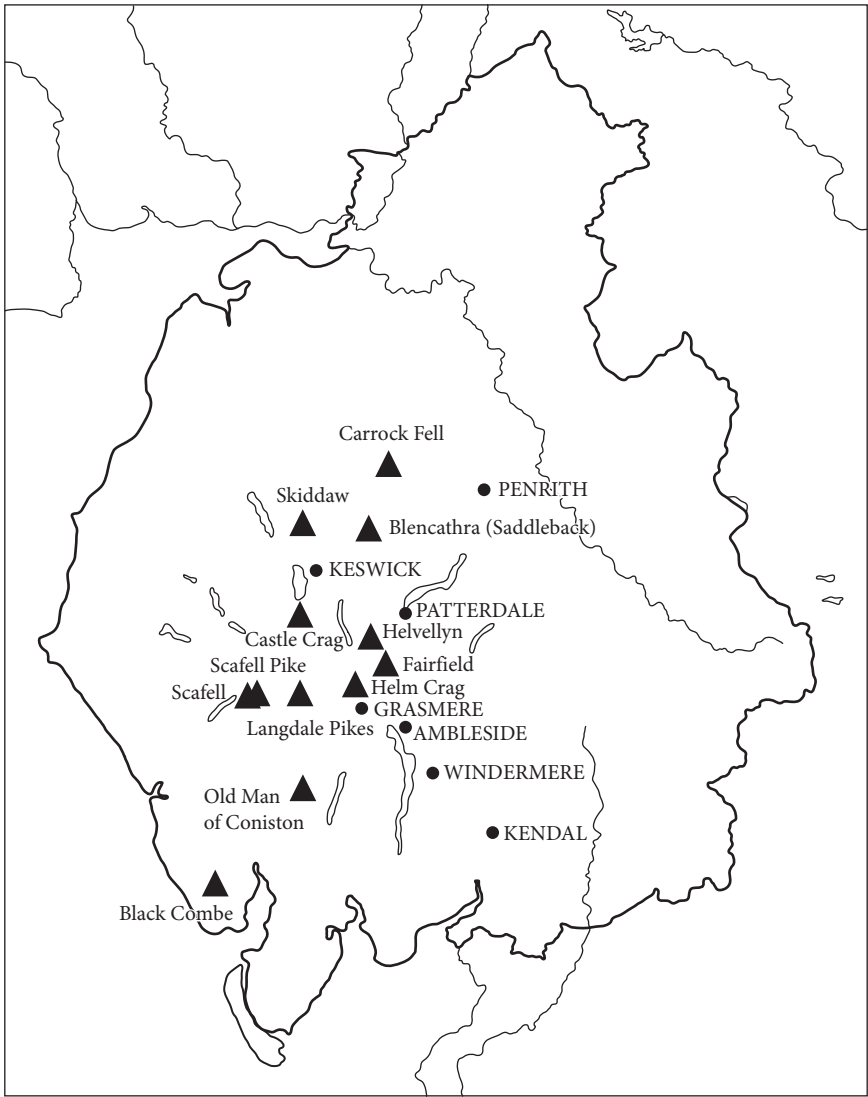 Carrock Fell
PENRITH
Skiddaw
Blencathra (Saddleback)
KESWICK
PATTERDALE
Helvellyn
Castle Crag
Fairfield
Scafell Pike
Helm Crag
Scafell
GRASMERE
Langdale Pikes
AMBLESIDE
WINDERMERE
Old Man
of Coniston
KENDAL
Black Combe